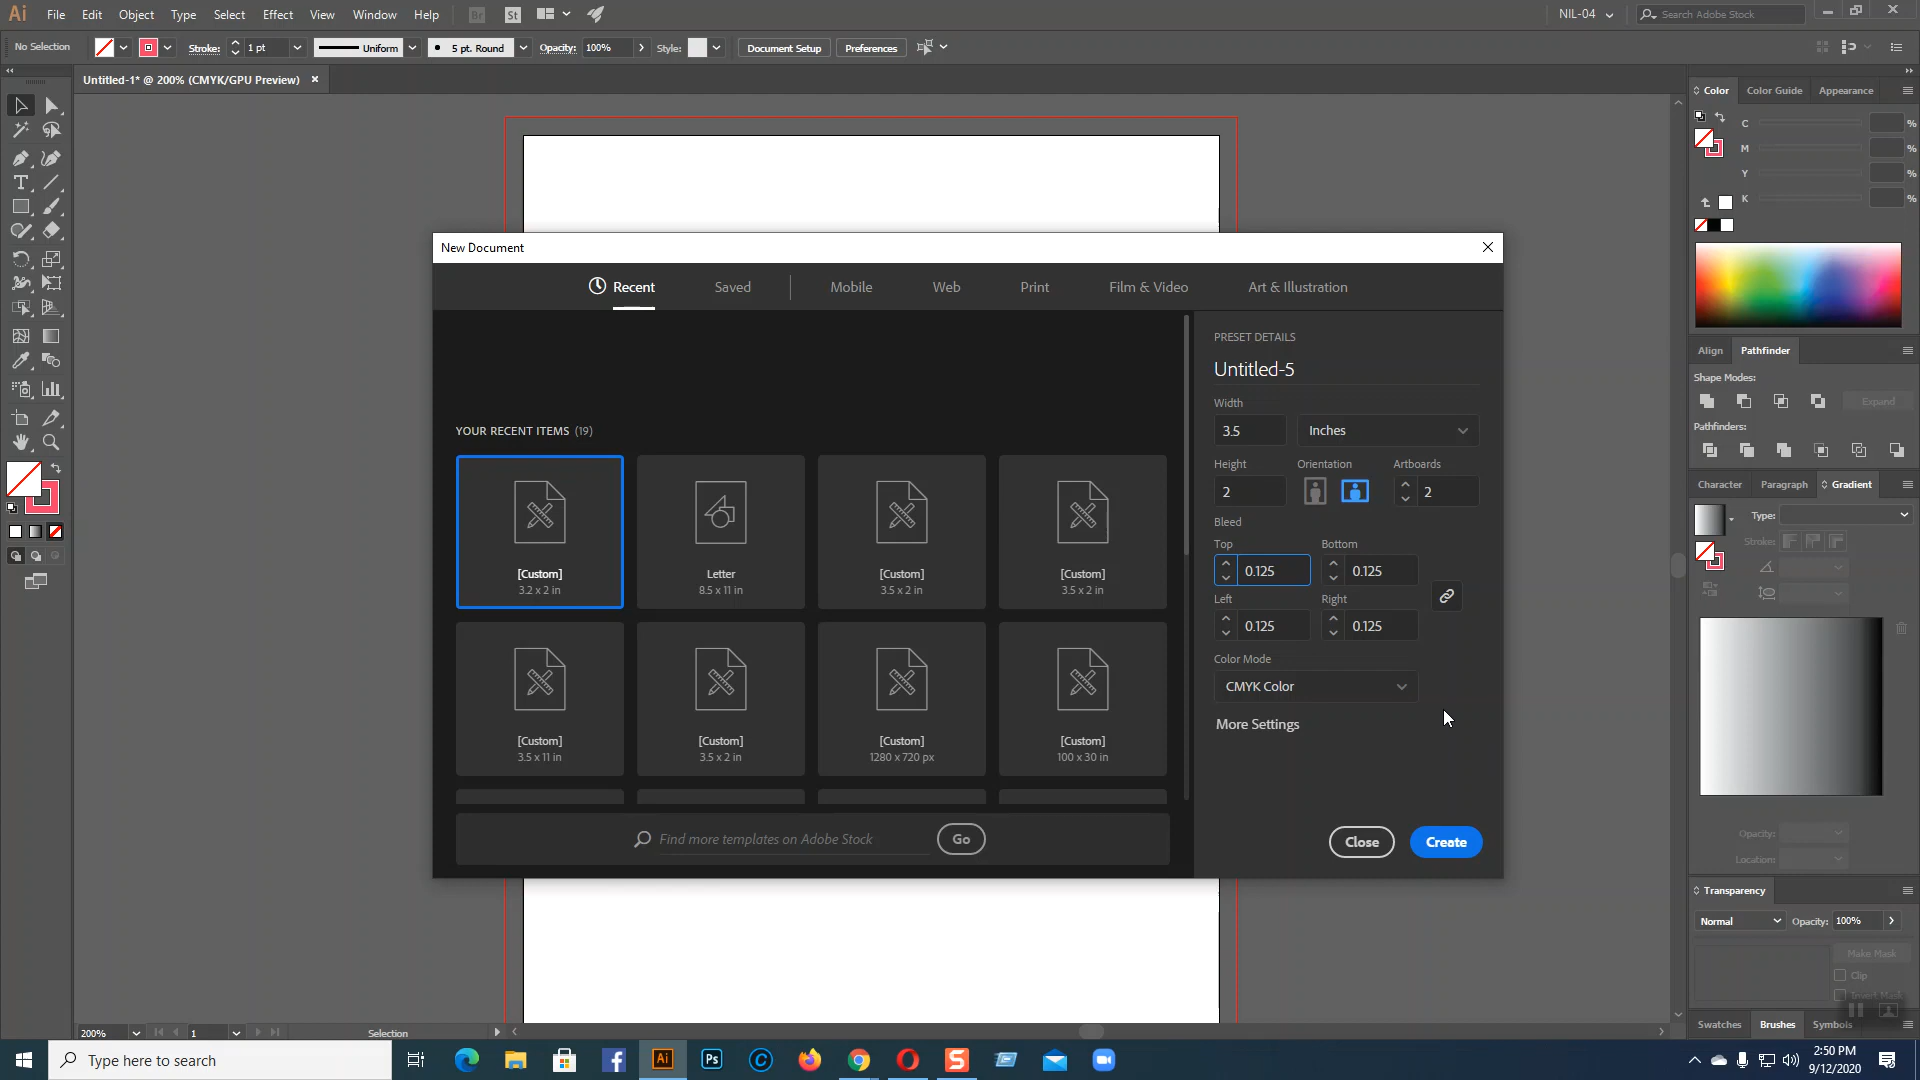 Ai File Edit Object Type Select Effect View Window Help Br St NIL-04 Search Adobe Stock
No Selection Stroke: 1 pt Uniform 5 pt. Round Opacity: 100% Style: Document Setup Preferences
Untitled-1* @ 200% (CMYK/GPU Preview)
Color Color Guide Appearance
C %
M %
Y %
K %
New Document
Recent Saved Mobile Web Print Film & Video Art & Illustration
PRESET DETAILS
Untitled-5
Width
3.5 Inches
Height Orientation Artboards
2 2
Bleed
Top Bottom
0.125 0.125
Left Right
0.125 0.125
Color Mode
CMYK Color
More Settings
Close Create
YOUR RECENT ITEMS (19)
[Custom] Letter [Custom] [Custom]
3.2 x 2 in 8.5 x 11 in 3.5 x 2 in 3.5 x 2 in
[Custom] [Custom] [Custom] [Custom]
3.5 x 11 in 3.5 x 2 in 1280 x 720 px 100 x 30 in
Find more templates on Adobe Stock Go
Align Pathfinder
Shape Modes:
Expand
Pathfinders:
Character Paragraph Gradient
Type:
Stroke:
Opacity:
Location:
Transparency
Normal Opacity: 100%
Make Mask
Clip
Invert Mask
Swatches Brushes Symbols
200% 1 Selection
Type here to search
Ai Ps
2:50 PM
9/12/2020